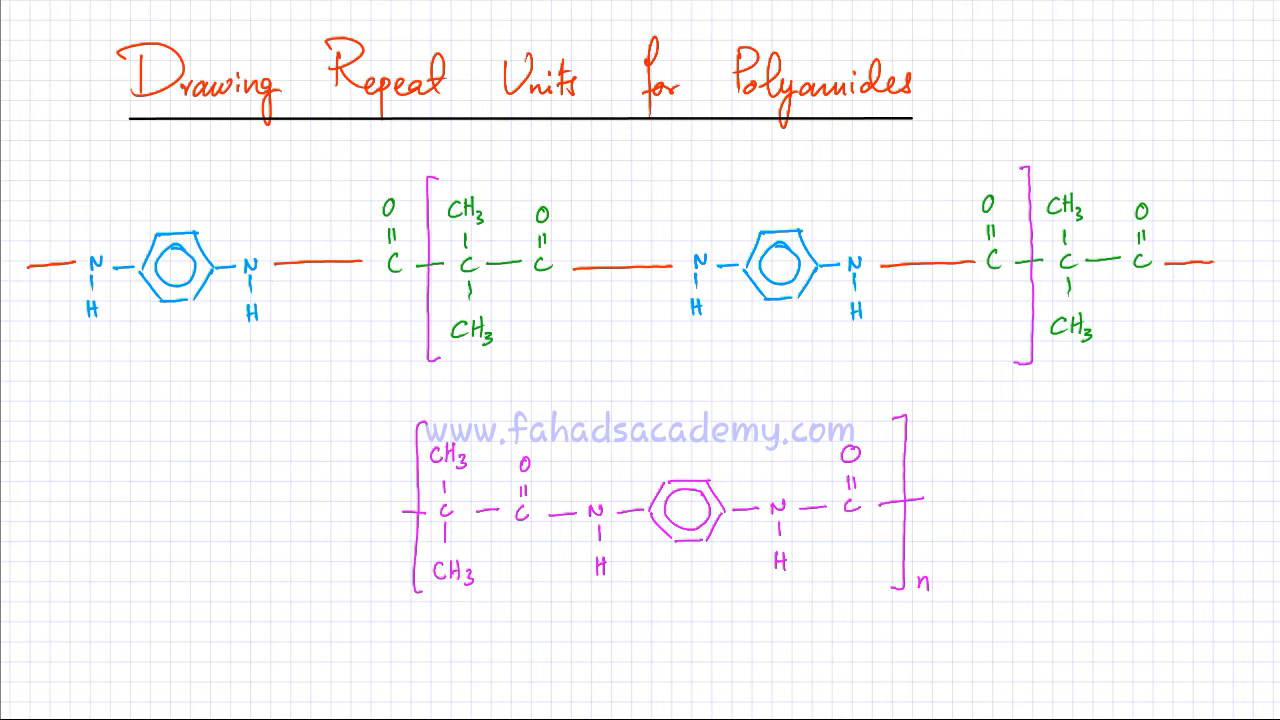 Drawing Repeat Units for Polyamides
O CH3 O O CH3 O
N N C C C N N C C C
H H CH3 H H CH3
www.fahadsacademy.com
CH3 O O
C C N N C
CH3 H H n